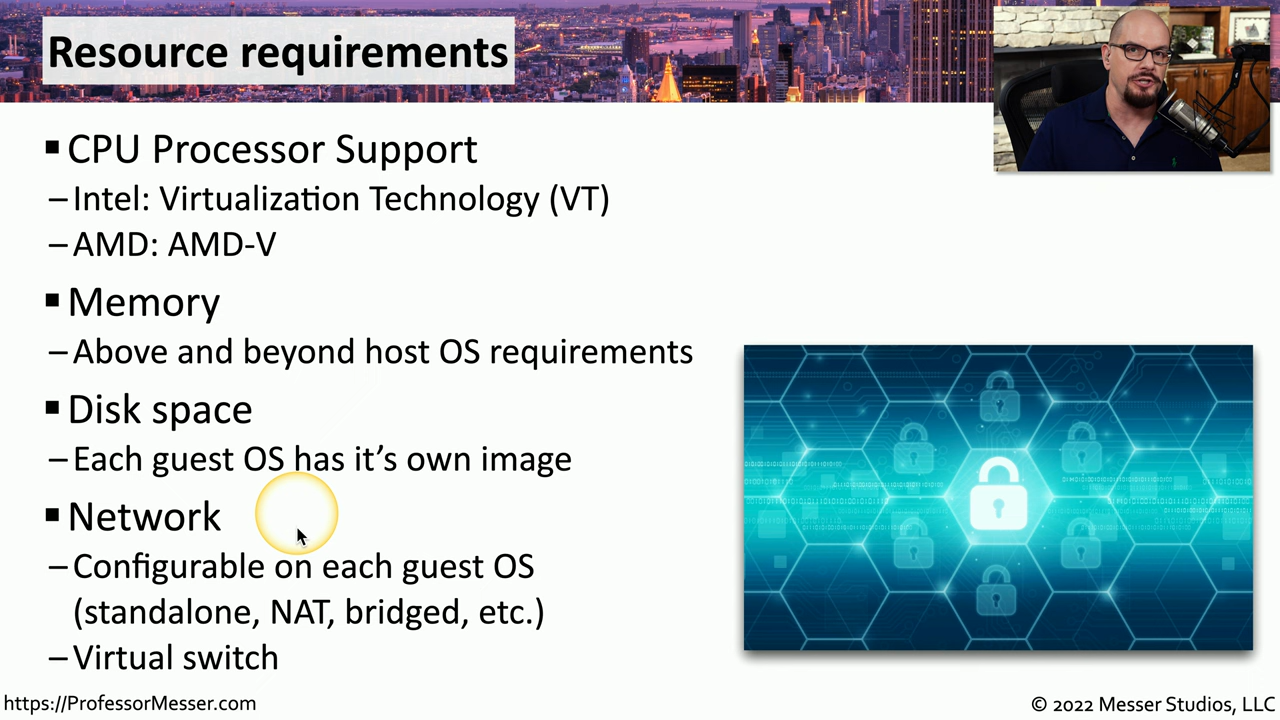 Resource requirements
▪ CPU Processor Support
– Intel: Virtualization Technology (VT)
– AMD: AMD-V
▪ Memory
– Above and beyond host OS requirements
▪ Disk space
– Each guest OS has it’s own image
▪ Network
– Configurable on each guest OS
(standalone, NAT, bridged, etc.)
– Virtual switch
https://ProfessorMesser.com
© 2022 Messer Studios, LLC